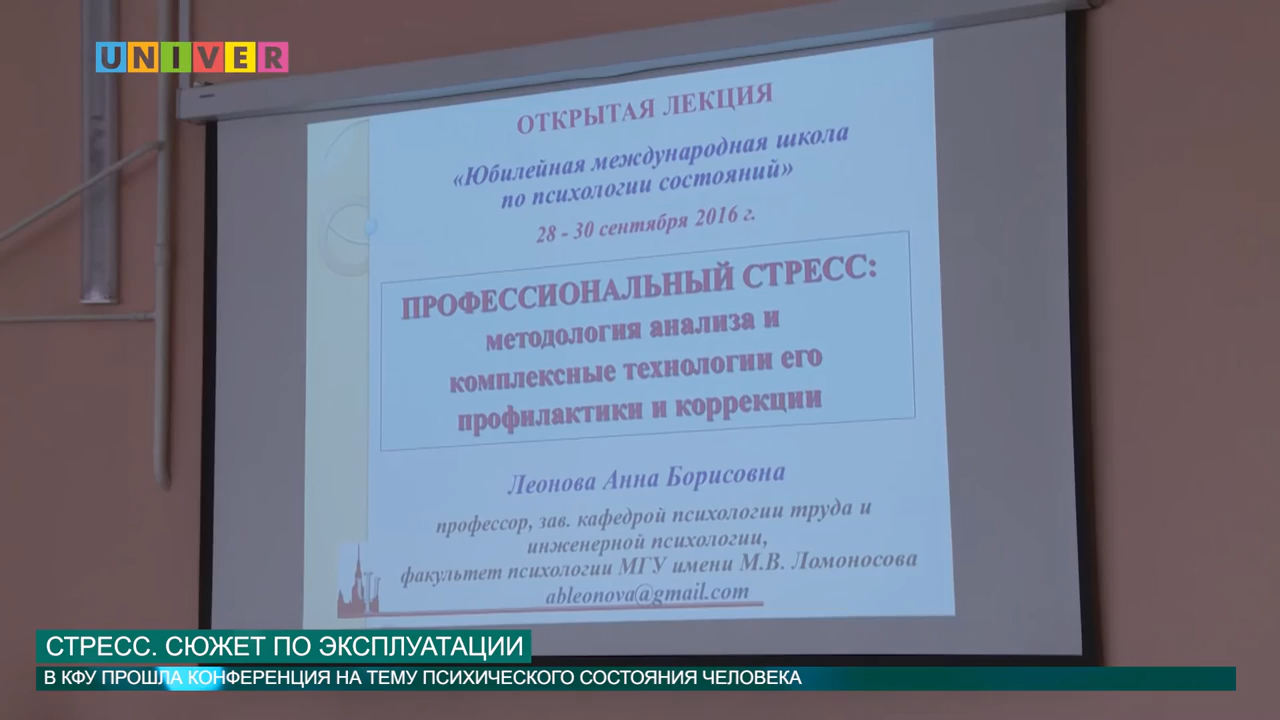 UNIVER
ОТКРЫТАЯ ЛЕКЦИЯ
«Юбилейная международная школа
по психологии состояний»
28 - 30 сентября 2016 г.
ПРОФЕССИОНАЛЬНЫЙ СТРЕСС:
методология анализа и
комплексные технологии его
профилактики и коррекции
Леонова Анна Борисовна
профессор, зав. кафедрой психологии труда и
инженерной психологии,
факультет психологии МГУ имени М.В. Ломоносова
ableonova@gmail.com
СТРЕСС. СЮЖЕТ ПО ЭКСПЛУАТАЦИИ
В КФУ ПРОШЛА КОНФЕРЕНЦИЯ НА ТЕМУ ПСИХИЧЕСКОГО СОСТОЯНИЯ ЧЕЛОВЕКА